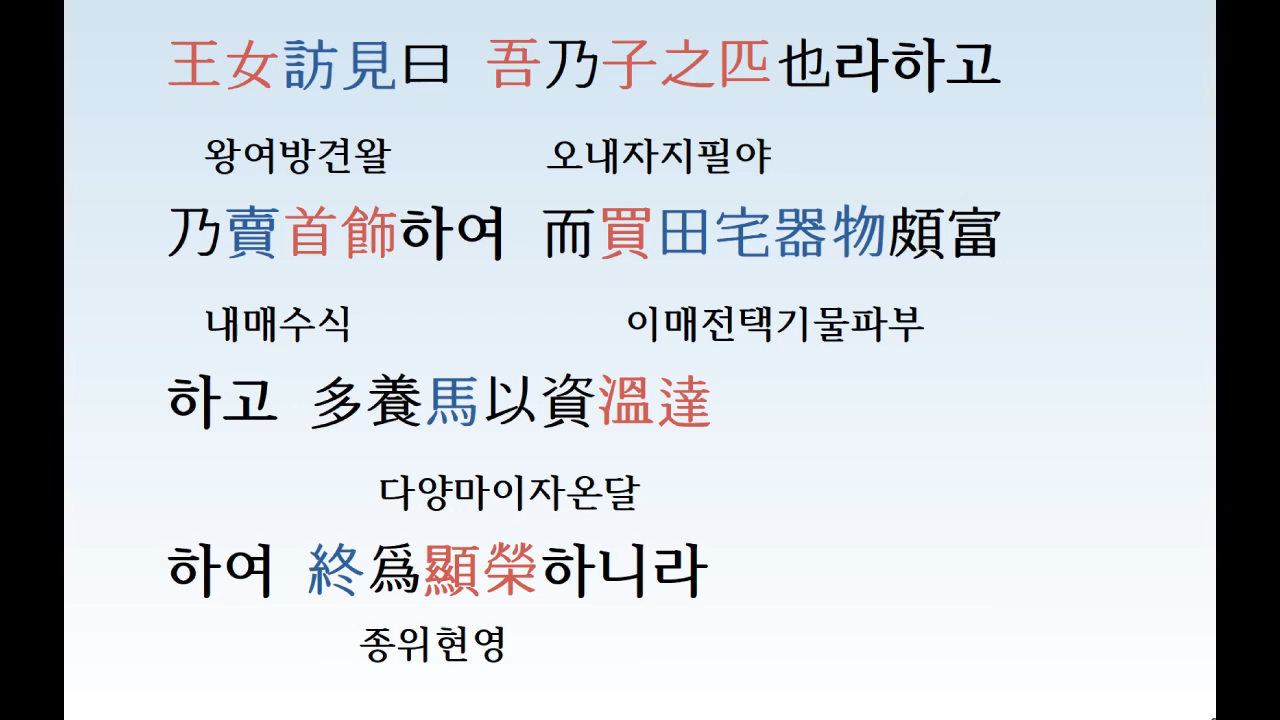 王女訪見曰 吾乃子之匹也라하고
왕여방견왈 오내자지필야
乃賣首飾하여 而買田宅器物頗富
내매수식 이매전택기물파부
하고 多養馬以資溫達
다양마이자온달
하여 終爲顯榮하니라
종위현영